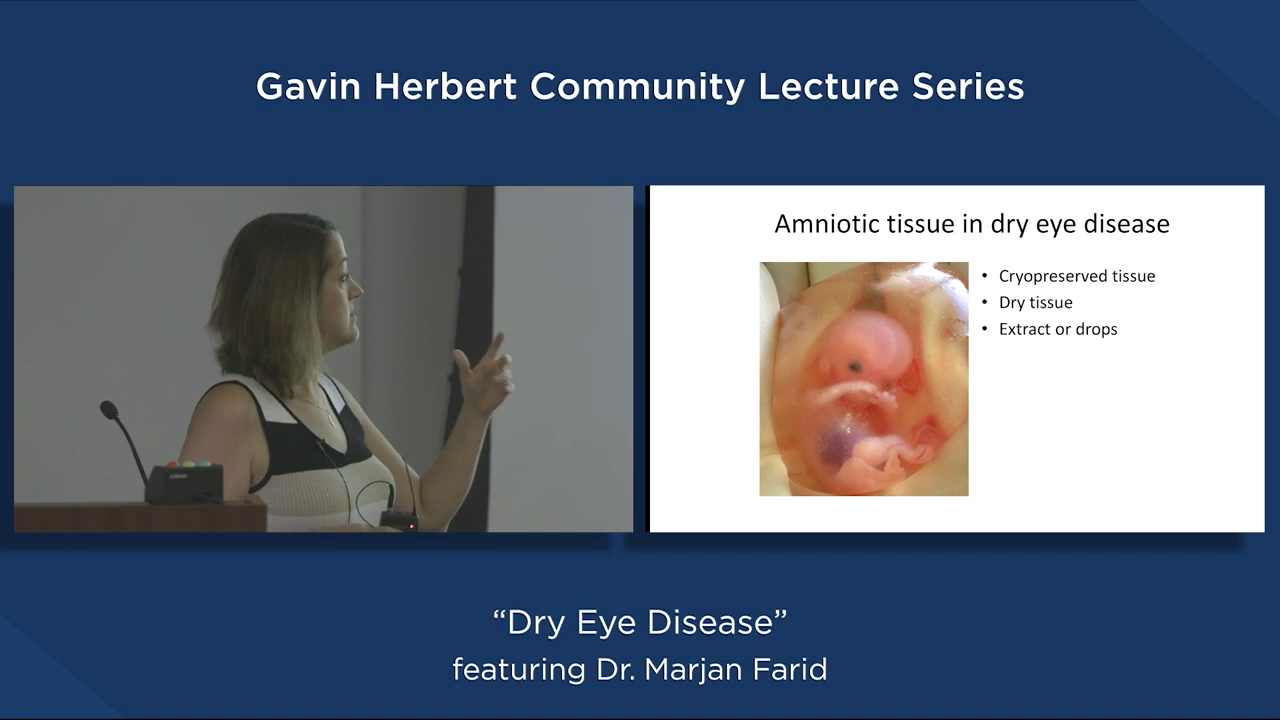 Gavin Herbert Community Lecture Series
Amniotic tissue in dry eye disease
• Cryopreserved tissue
• Dry tissue
• Extract or drops
“Dry Eye Disease”
featuring Dr. Marjan Farid